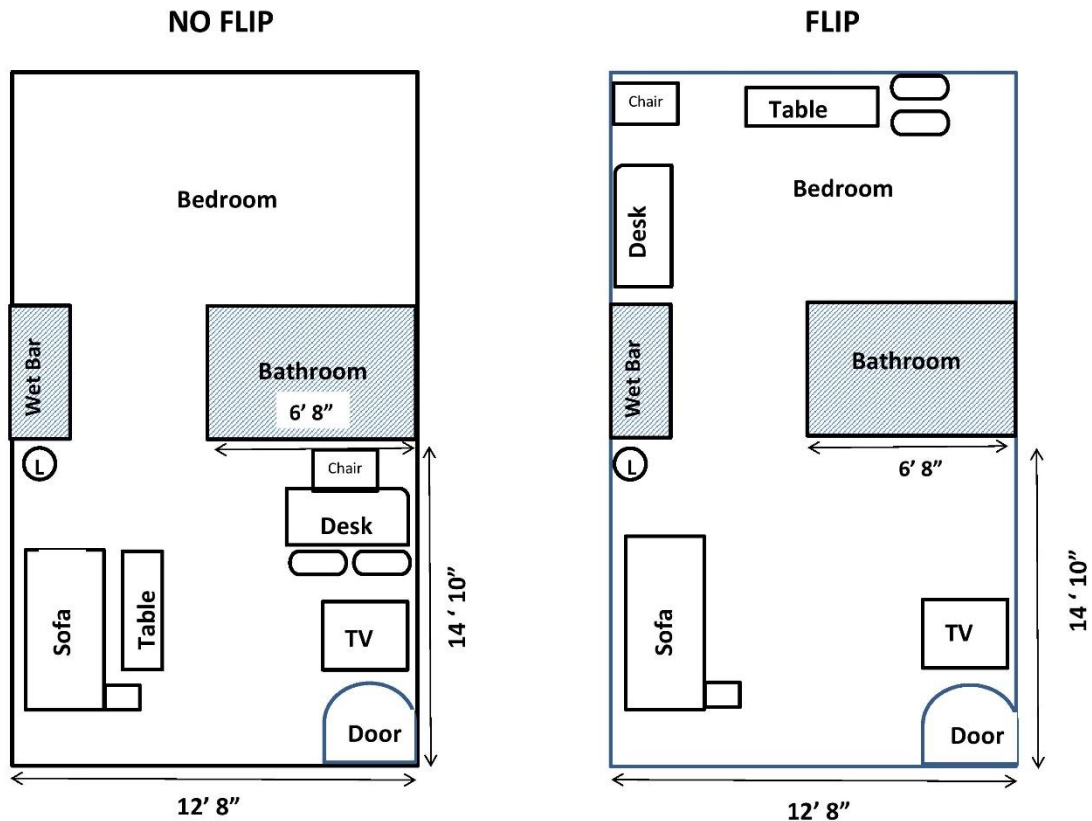 NO FLIP
Bedroom
Wet Bar
Bathroom
6’ 8”
L
Chair
Desk
Sofa
Table
TV
Door
14 ‘ 10”
12’ 8”
FLIP
Chair
Table
Bedroom
Desk
Wet Bar
Bathroom
L
6’ 8”
Sofa
TV
Door
14 ‘ 10”
12’ 8”